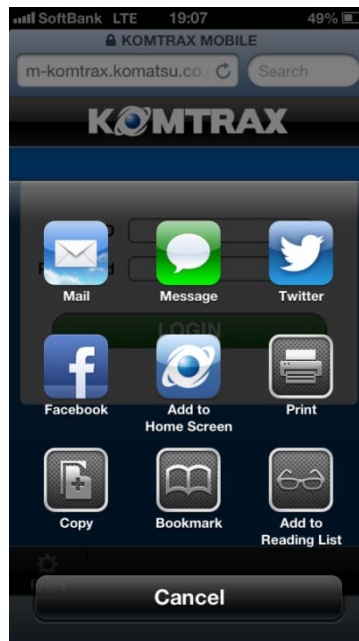 SoftBank LTE 19:07 49%
KOMTRAX MOBILE
m-komtrax.komatsu.co. Search
KOMTRAX
LOGIN
Mail Message Twitter
Facebook Add to Home Screen Print
Copy Bookmark Add to Reading List
Cancel